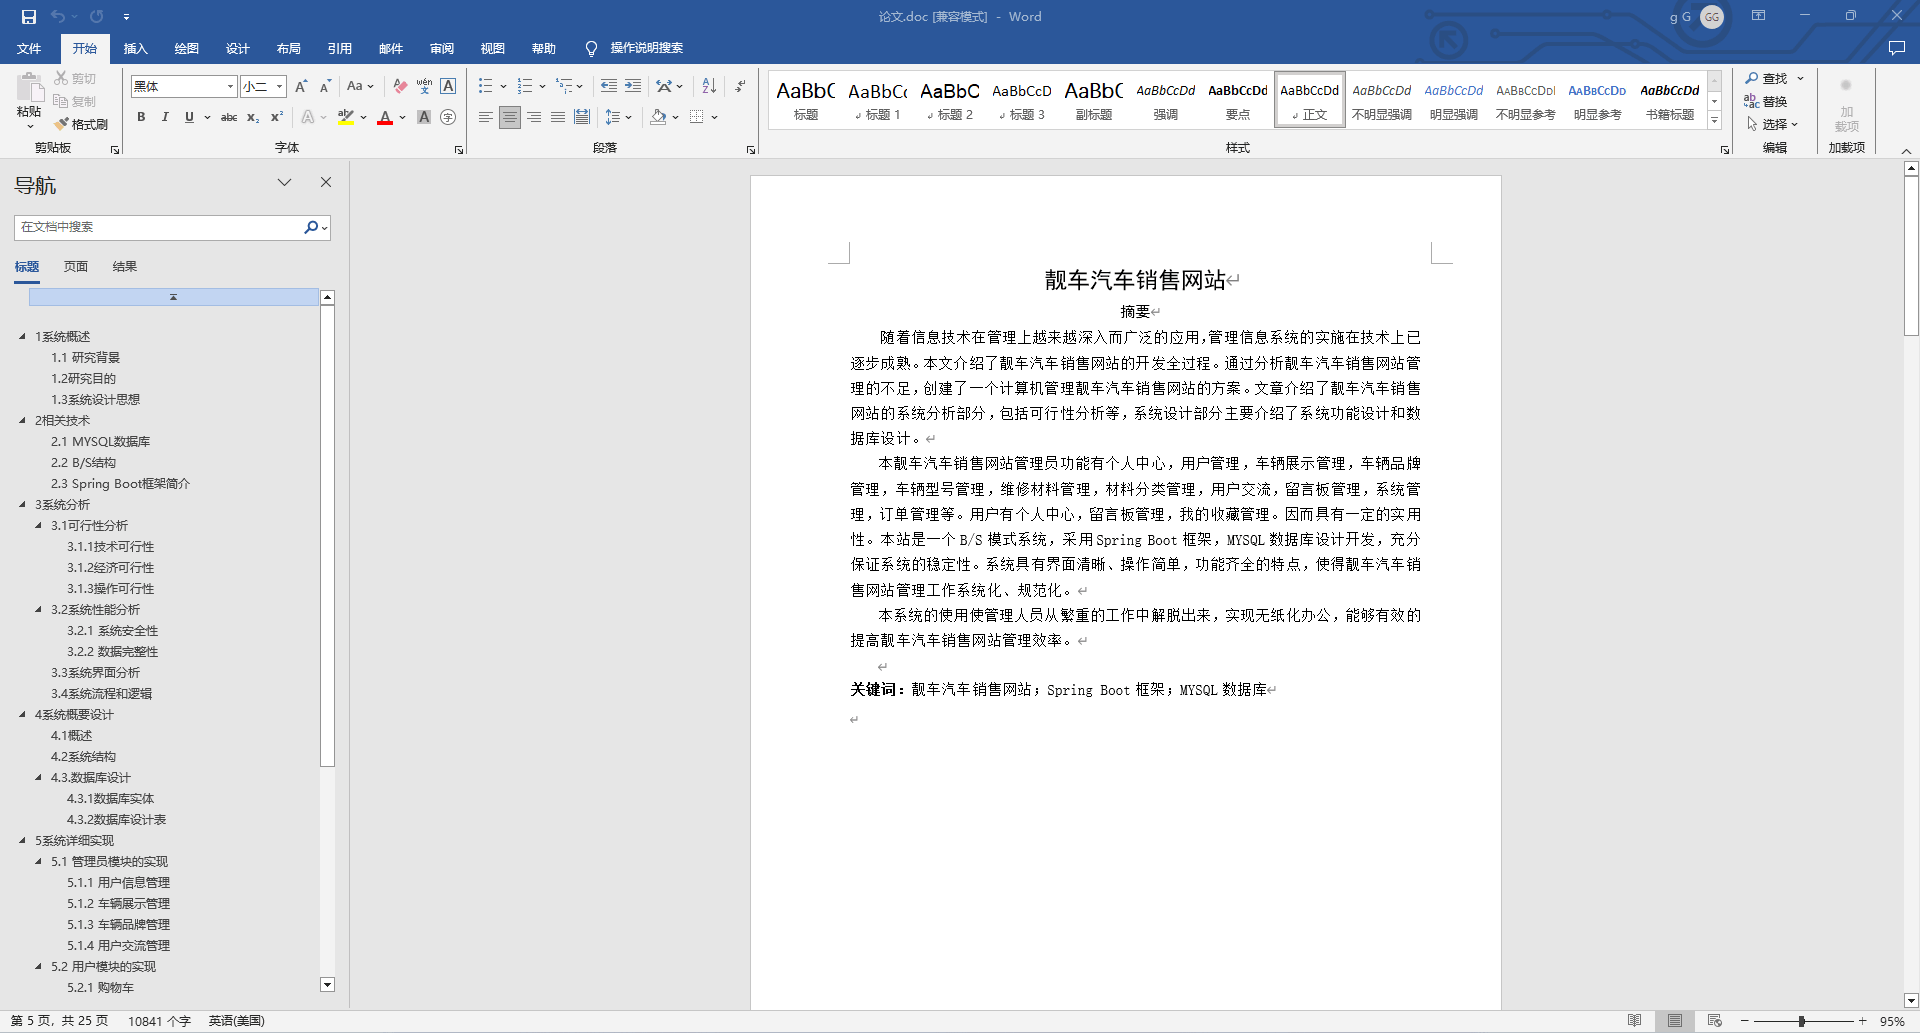 论文.doc [兼容模式] - Word
g G
GG
文件 开始 插入 绘图 设计 布局 引用 邮件 审阅 视图 帮助 操作说明搜索
粘贴
剪切
复制
格式刷
剪贴板
黑体
小二
字体
段落
AaBbC 标题
AaBbCc 标题 1
AaBbC 标题 2
AaBbCcD 标题 3
AaBbC 副标题
AaBbCcDd 强调
AaBbCcDd 要点
AaBbCcDd 正文
AaBbCcDd 不明显强调
AaBbCcDd 明显强调
AaBbCcDd 不明显参考
AaBbCcDd 明显参考
AaBbCcDd 书籍标题
样式
查找
替换
选择
编辑
加载项
加载项
导航
在文档中搜索
标题 页面 结果
1系统概述
1.1 研究背景
1.2研究目的
1.3系统设计思想
2相关技术
2.1 MYSQL数据库
2.2 B/S结构
2.3 Spring Boot框架简介
3系统分析
3.1可行性分析
3.1.1技术可行性
3.1.2经济可行性
3.1.3操作可行性
3.2系统性能分析
3.2.1 系统安全性
3.2.2 数据完整性
3.3系统界面分析
3.4系统流程和逻辑
4系统概要设计
4.1概述
4.2系统结构
4.3.数据库设计
4.3.1数据库实体
4.3.2数据库设计表
5系统详细实现
5.1 管理员模块的实现
5.1.1 用户信息管理
5.1.2 车辆展示管理
5.1.3 车辆品牌管理
5.1.4 用户交流管理
5.2 用户模块的实现
5.2.1 购物车
靓车汽车销售网站
摘要
随着信息技术在管理上越来越深入而广泛的应用，管理信息系统的实施在技术上已
逐步成熟。本文介绍了靓车汽车销售网站的开发全过程。通过分析靓车汽车销售网站管
理的不足，创建了一个计算机管理靓车汽车销售网站的方案。文章介绍了靓车汽车销售
网站的系统分析部分，包括可行性分析等，系统设计部分主要介绍了系统功能设计和数
据库设计。
本靓车汽车销售网站管理员功能有个人中心，用户管理，车辆展示管理，车辆品牌
管理，车辆型号管理，维修材料管理，材料分类管理，用户交流，留言板管理，系统管
理，订单管理等。用户有个人中心，留言板管理，我的收藏管理。因而具有一定的实用
性。本站是一个 B/S 模式系统，采用 Spring Boot 框架，MYSQL 数据库设计开发，充分
保证系统的稳定性。系统具有界面清晰、操作简单，功能齐全的特点，使得靓车汽车销
售网站管理工作系统化、规范化。
本系统的使用使管理人员从繁重的工作中解脱出来，实现无纸化办公，能够有效的
提高靓车汽车销售网站管理效率。
关键词：靓车汽车销售网站；Spring Boot 框架；MYSQL 数据库
第 5 页，共 25 页 10841 个字 英语(美国)
95%